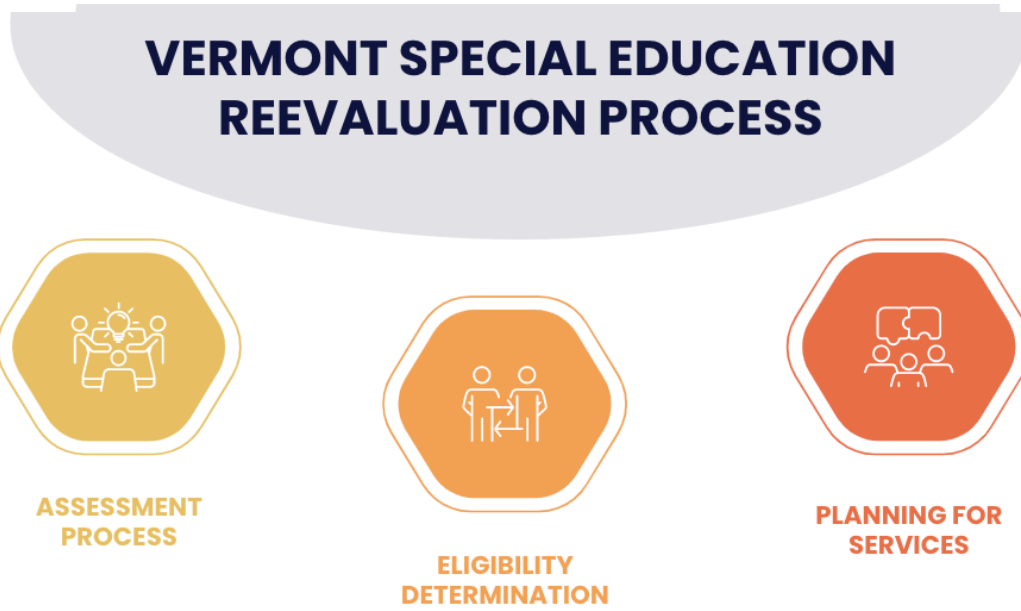 VERMONT SPECIAL EDUCATION
REEVALUATION PROCESS
ASSESSMENT
PROCESS
ELIGIBILITY
DETERMINATION
PLANNING FOR
SERVICES